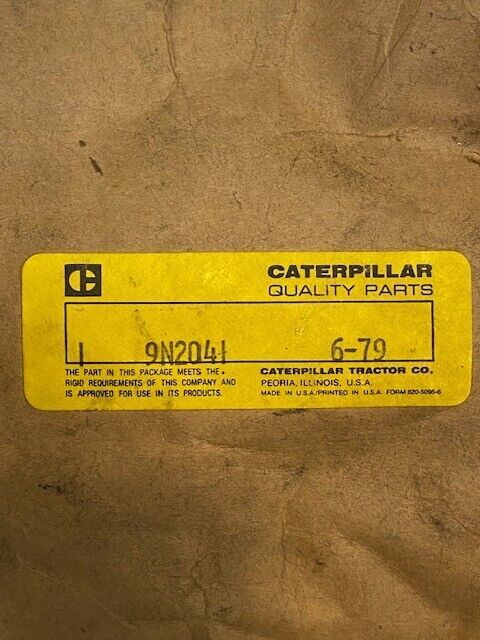 C CATERPILLAR
QUALITY PARTS
1 9N2041 6-79
THE PART IN THIS PACKAGE MEETS THE
RIGID REQUIREMENTS OF THIS COMPANY AND
IS APPROVED FOR USE IN ITS PRODUCTS.
CATERPILLAR TRACTOR CO.
PEORIA, ILLINOIS, U.S.A.
MADE IN U.S.A./PRINTED IN U.S.A. FORM 820-5096-6